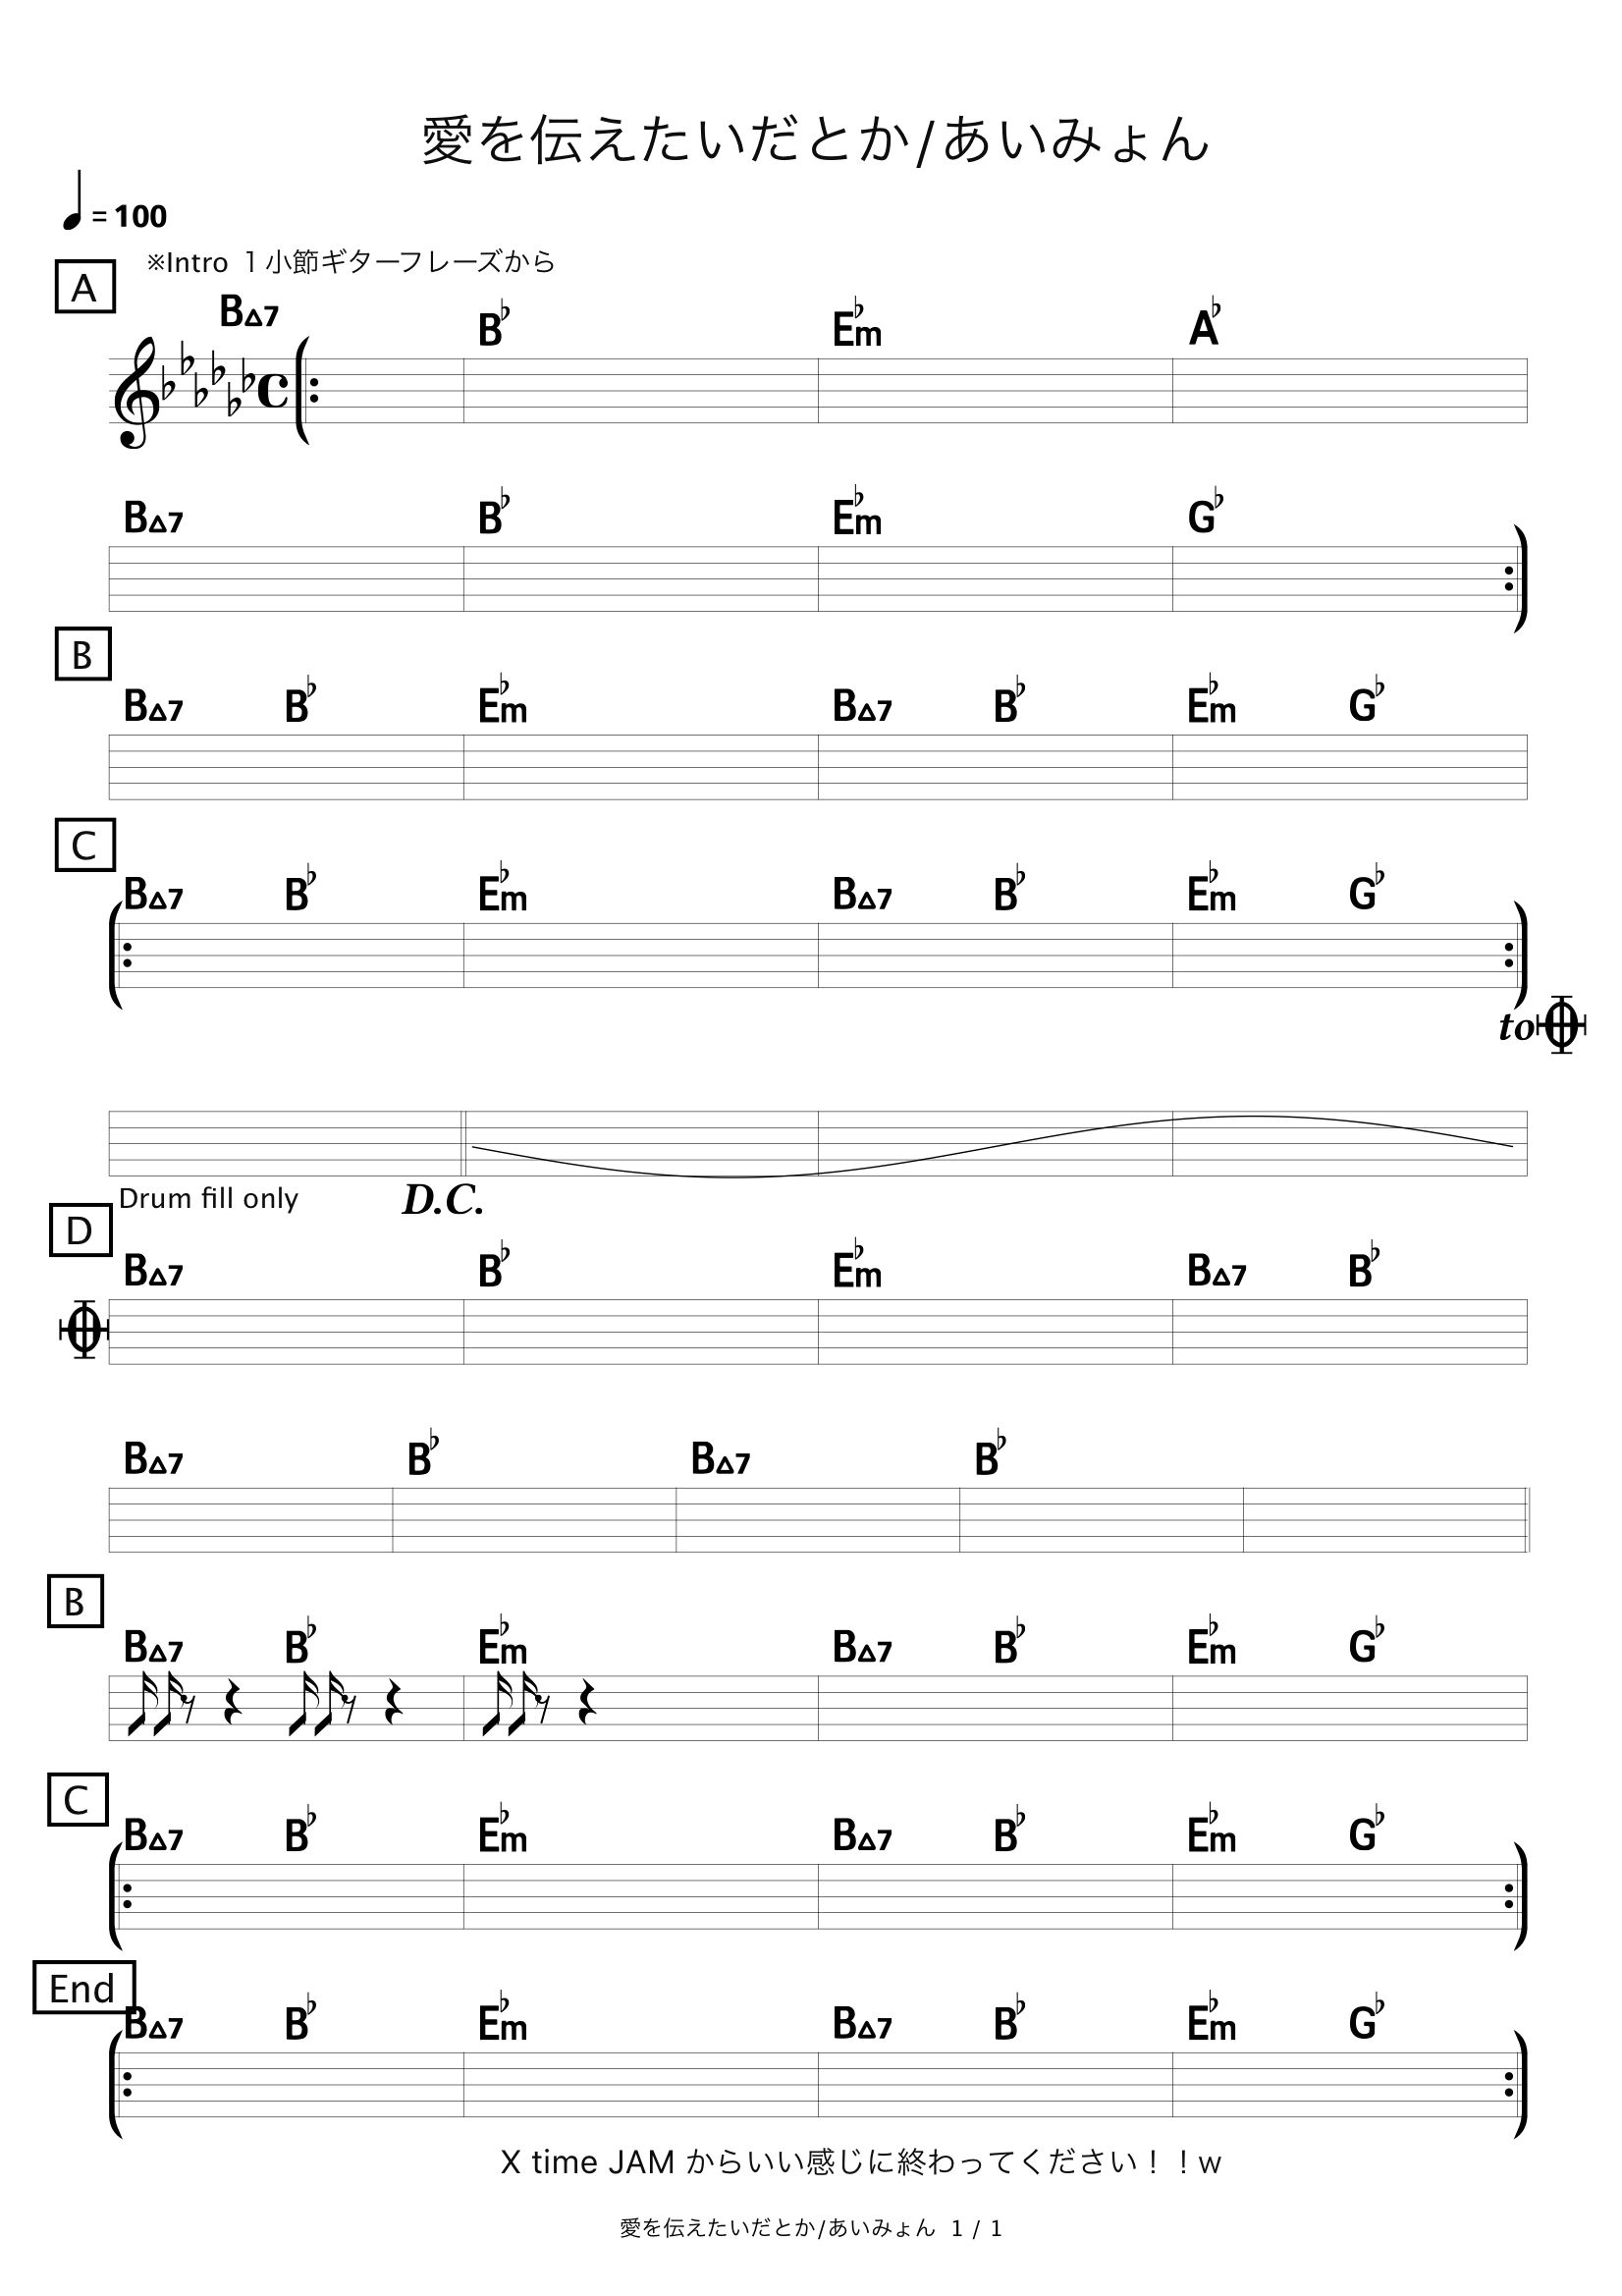 愛を伝えたいだとか/あいみょん
= 100
※Intro 1小節ギターフレーズから
A
B△7 B♭ E♭m A♭
B△7 B♭ E♭m G♭
B
B△7 B♭ E♭m B△7 B♭ E♭m G♭
C
B△7 B♭ E♭m B△7 B♭ E♭m G♭
to
Drum fill only D.C.
D
B△7 B♭ E♭m B△7 B♭
B△7 B♭ B△7 B♭
B
B△7 B♭ E♭m B△7 B♭ E♭m G♭
C
B△7 B♭ E♭m B△7 B♭ E♭m G♭
End
B△7 B♭ E♭m B△7 B♭ E♭m G♭
X time JAM からいい感じに終わってください！！w
愛を伝えたいだとか/あいみょん 1 / 1